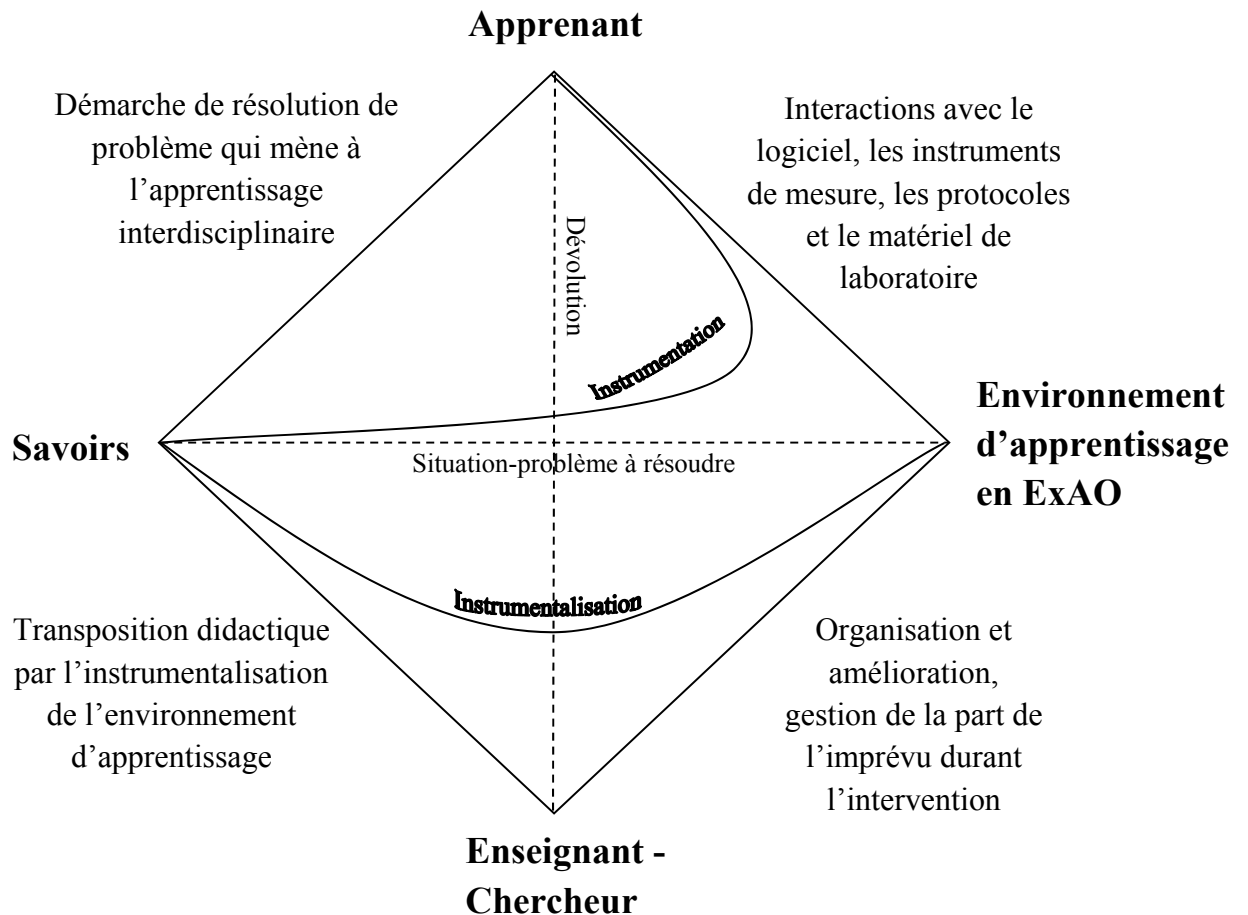 Apprenant
Démarche de résolution de
problème qui mène à
l’apprentissage
interdisciplinaire
Interactions avec le
logiciel, les instruments
de mesure, les protocoles
et le matériel de
laboratoire
Dévolution
Instrumentation
Savoirs
Situation-problème à résoudre
Environnement
d’apprentissage
en ExAO
Instrumentalisation
Transposition didactique
par l’instrumentalisation
de l’environnement
d’apprentissage
Organisation et
amélioration,
gestion de la part de
l’imprévu durant
l’intervention
Enseignant -
Chercheur